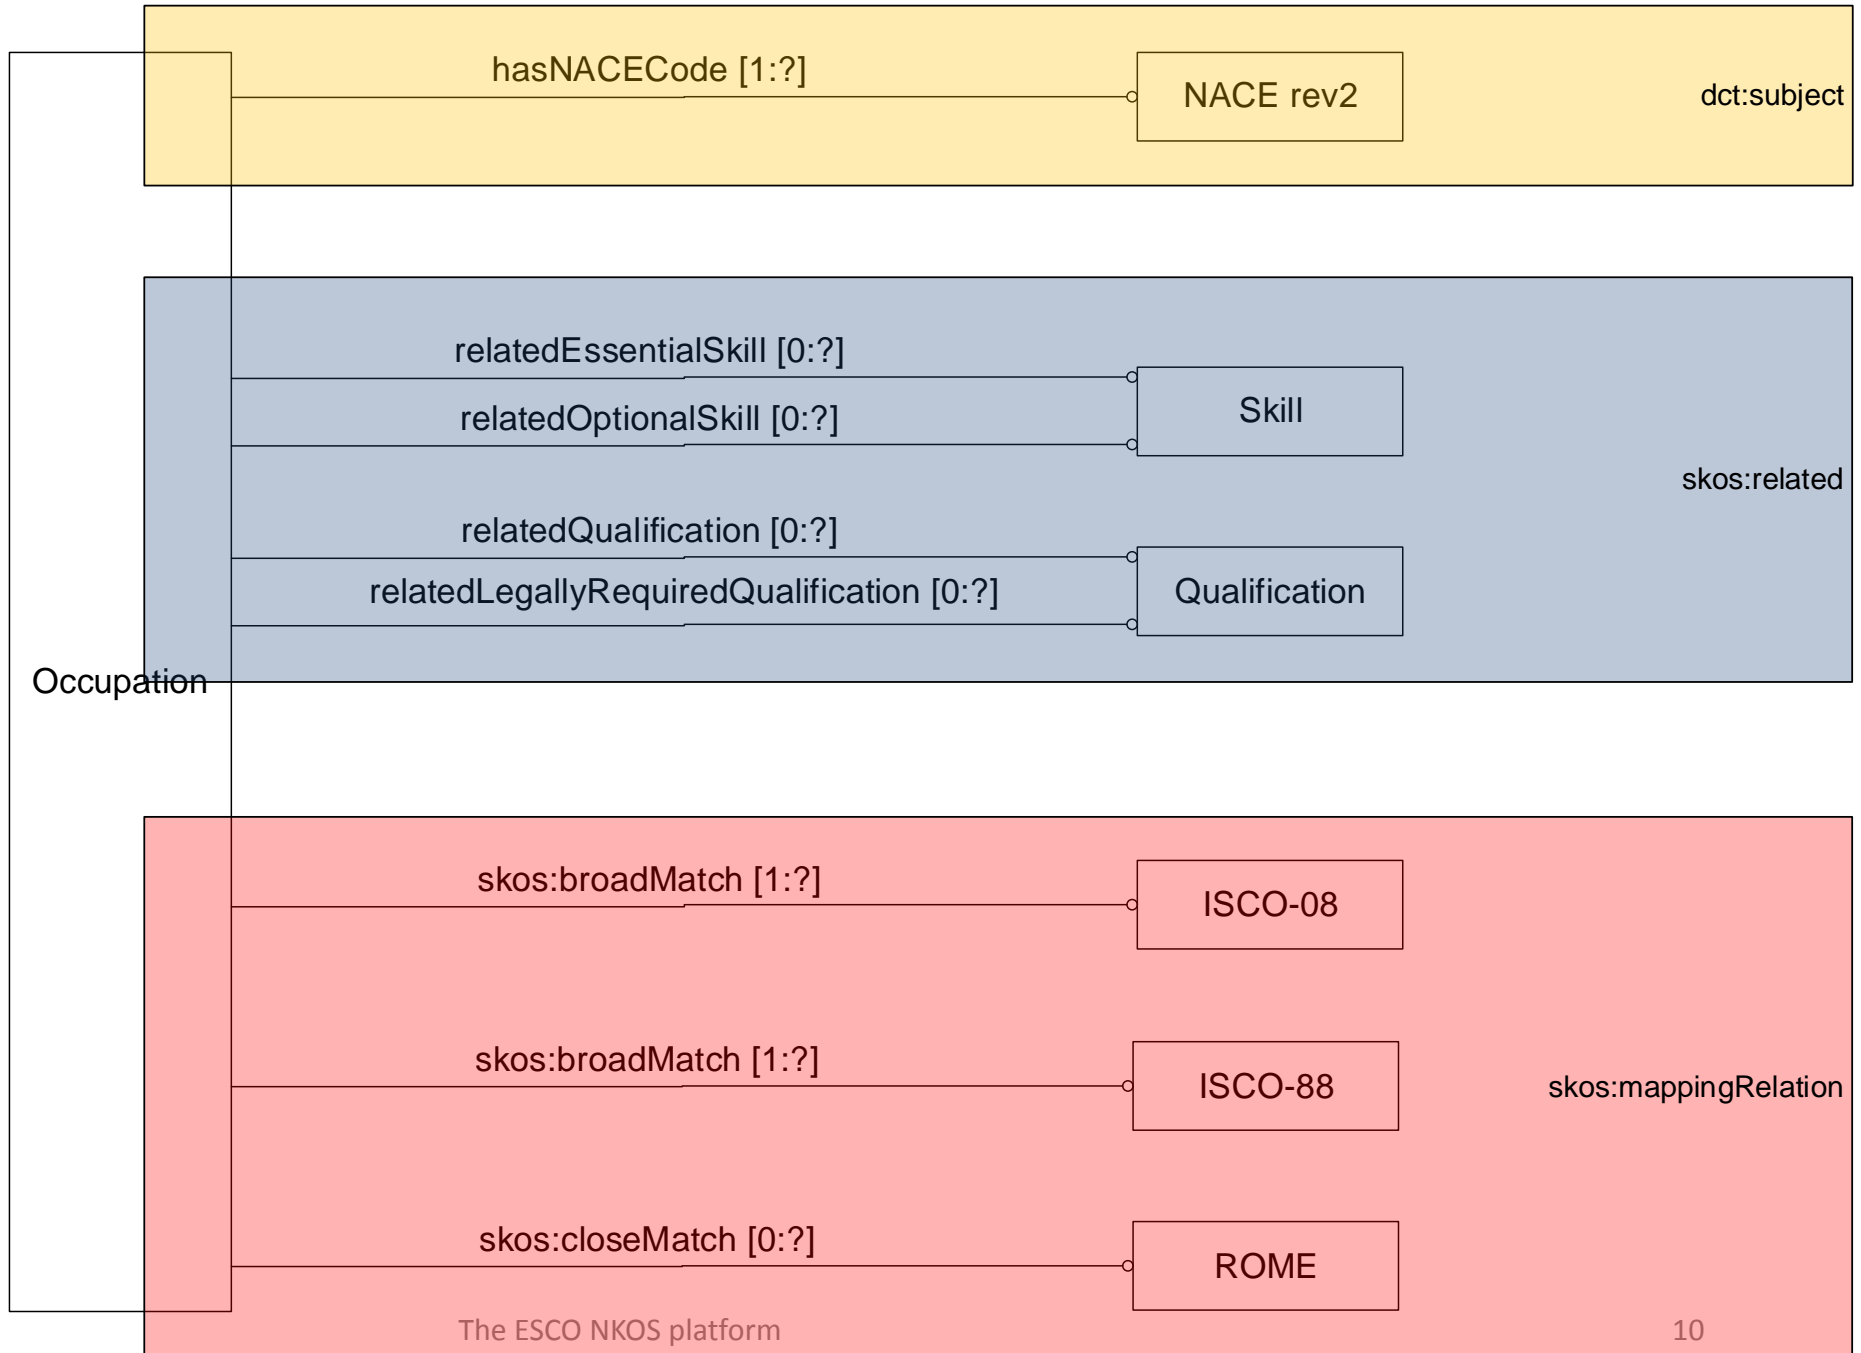 hasNACECode [1:?]
NACE rev2
dct:subject
relatedEssentialSkill [0:?]
relatedOptionalSkill [0:?]
Skill
skos:related
relatedQualification [0:?]
relatedLegallyRequiredQualification [0:?]
Qualification
Occupation
skos:broadMatch [1:?]
ISCO-08
skos:broadMatch [1:?]
ISCO-88
skos:mappingRelation
skos:closeMatch [0:?]
ROME
The ESCO NKOS platform
10